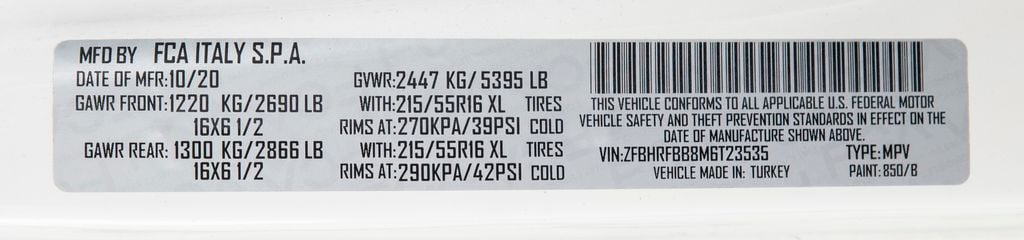 MFD BY FCA ITALY S.P.A.
DATE OF MFR:10/20 GVWR:2447 KG/ 5395 LB
GAWR FRONT:1220 KG/2690 LB WITH:215/55R16 XL TIRES
16X6 1/2 RIMS AT:270KPA/39PSI COLD
GAWR REAR: 1300 KG/2866 LB WITH:215/55R16 XL TIRES
16X6 1/2 RIMS AT:290KPA/42PSI COLD
THIS VEHICLE CONFORMS TO ALL APPLICABLE U.S. FEDERAL MOTOR
VEHICLE SAFETY AND THEFT PREVENTION STANDARDS IN EFFECT ON THE
DATE OF MANUFACTURE SHOWN ABOVE.
VIN:ZFBHRFBB8M6T23535 TYPE:MPV
VEHICLE MADE IN: TURKEY PAINT: 850/B